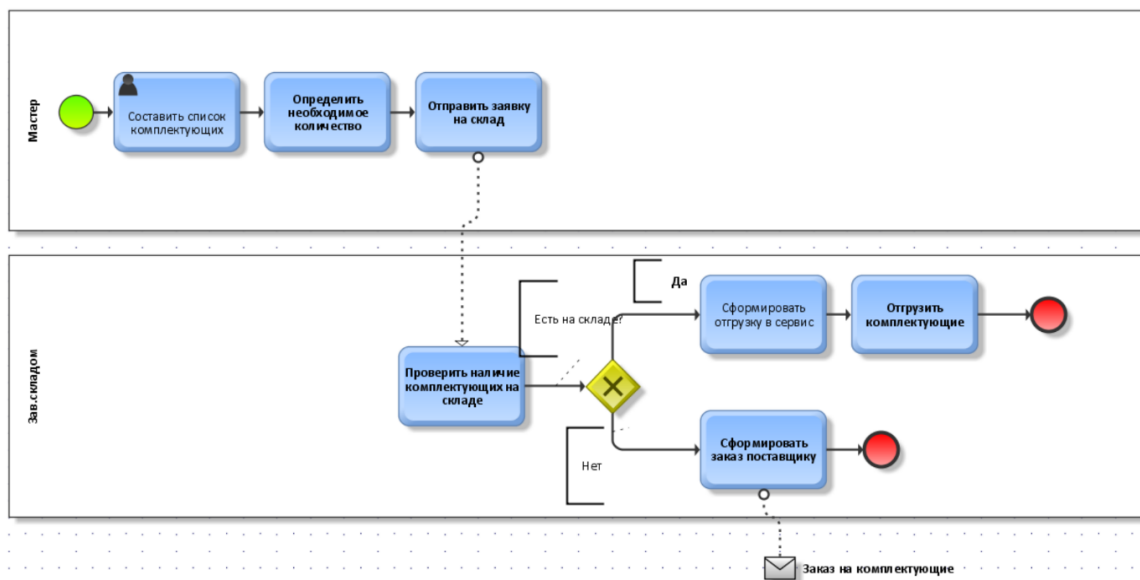 Мастер
Составить список
комплектующих
Определить
необходимое
количество
Отправить заявку
на склад
Зав.складом
Проверить наличие
комплектующих на
складе
Есть на складе?
Да
Нет
Сформировать
отгрузку в сервис
Отгрузить
комплектующие
Сформировать
заказ поставщику
Заказ на комплектующие